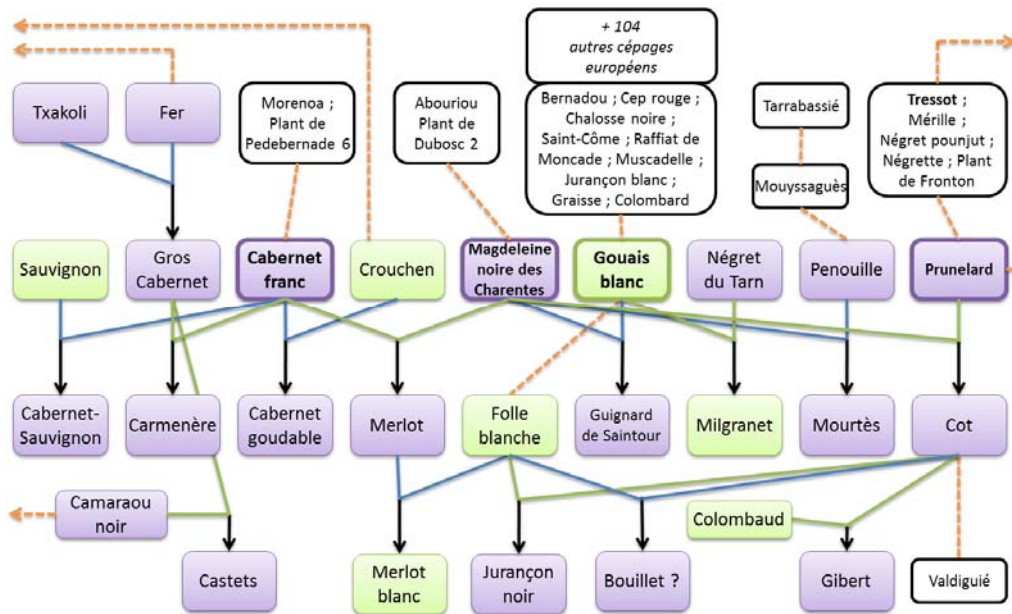 + 104
autres cépages
européens
Txakoli
Fer
Morenoa ;
Plant de
Pedebernade 6
Abouriou
Plant de
Dubosc 2
Bernadou ; Cep rouge ;
Chalosse noire ;
Saint-Côme ; Raffiat de
Moncade ; Muscadelle ;
Jurançon blanc ;
Graisse ; Colombard
Tarrabassié
Mouyssaguès
Tressot ;
Mérille ;
Négret pounjut ;
Négrette ; Plant
de Fronton
Sauvignon
Gros
Cabernet
Cabernet
franc
Crouchen
Magdeleine
noire des
Charentes
Gouais
blanc
Négret
du Tarn
Penouille
Prunelard
Cabernet-
Sauvignon
Carmenère
Cabernet
goudable
Merlot
Folle
blanche
Guignard
de Saintour
Milgranet
Mourtès
Cot
Camaraou
noir
Colombaud
Castets
Merlot
blanc
Jurançon
noir
Bouillet ?
Gibert
Valdiguié